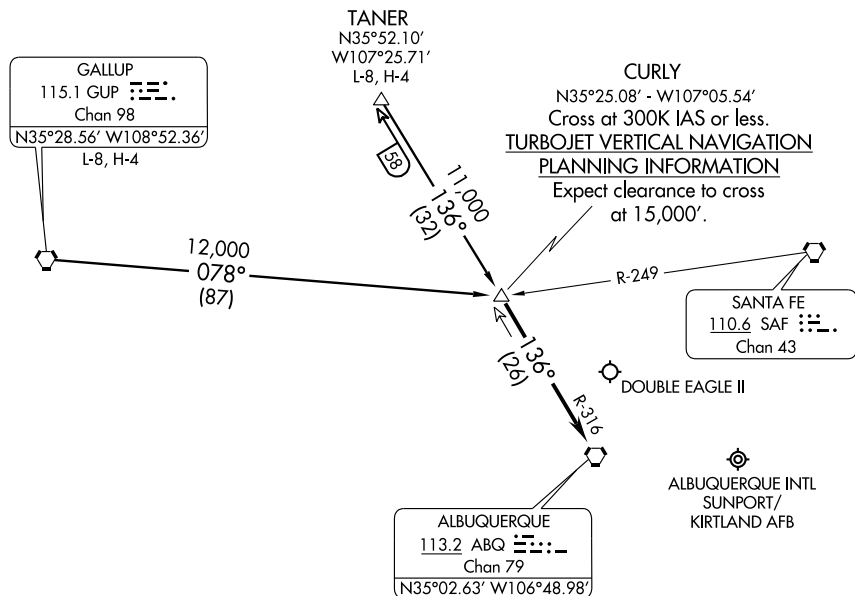 TANER
N35°52.10'
W107°25.71'
L-8, H-4
GALLUP
115.1 GUP
Chan 98
N35°28.56' W108°52.36'
L-8, H-4
CURLY
N35°25.08' - W107°05.54'
Cross at 300K IAS or less.
TURBOJET VERTICAL NAVIGATION
PLANNING INFORMATION
Expect clearance to cross
at 15,000'.
58
11,000
136°
(32)
12,000
078°
(87)
R-249
SANTA FE
110.6 SAF
Chan 43
136°
(26)
R-316
DOUBLE EAGLE II
ALBUQUERQUE INTL
SUNPORT/
KIRTLAND AFB
ALBUQUERQUE
113.2 ABQ
Chan 79
N35°02.63' W106°48.98'